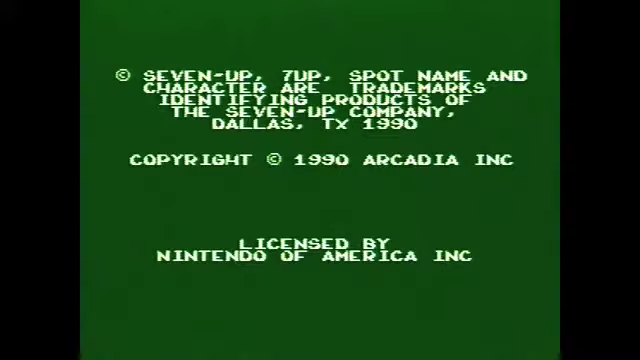 © SEVEN-UP, 7UP, SPOT NAME AND
CHARACTER ARE TRADEMARKS
IDENTIFYING PRODUCTS OF
THE SEVEN-UP COMPANY,
DALLAS, TX 1990
COPYRIGHT © 1990 ARCADIA INC
LICENSED BY
NINTENDO OF AMERICA INC